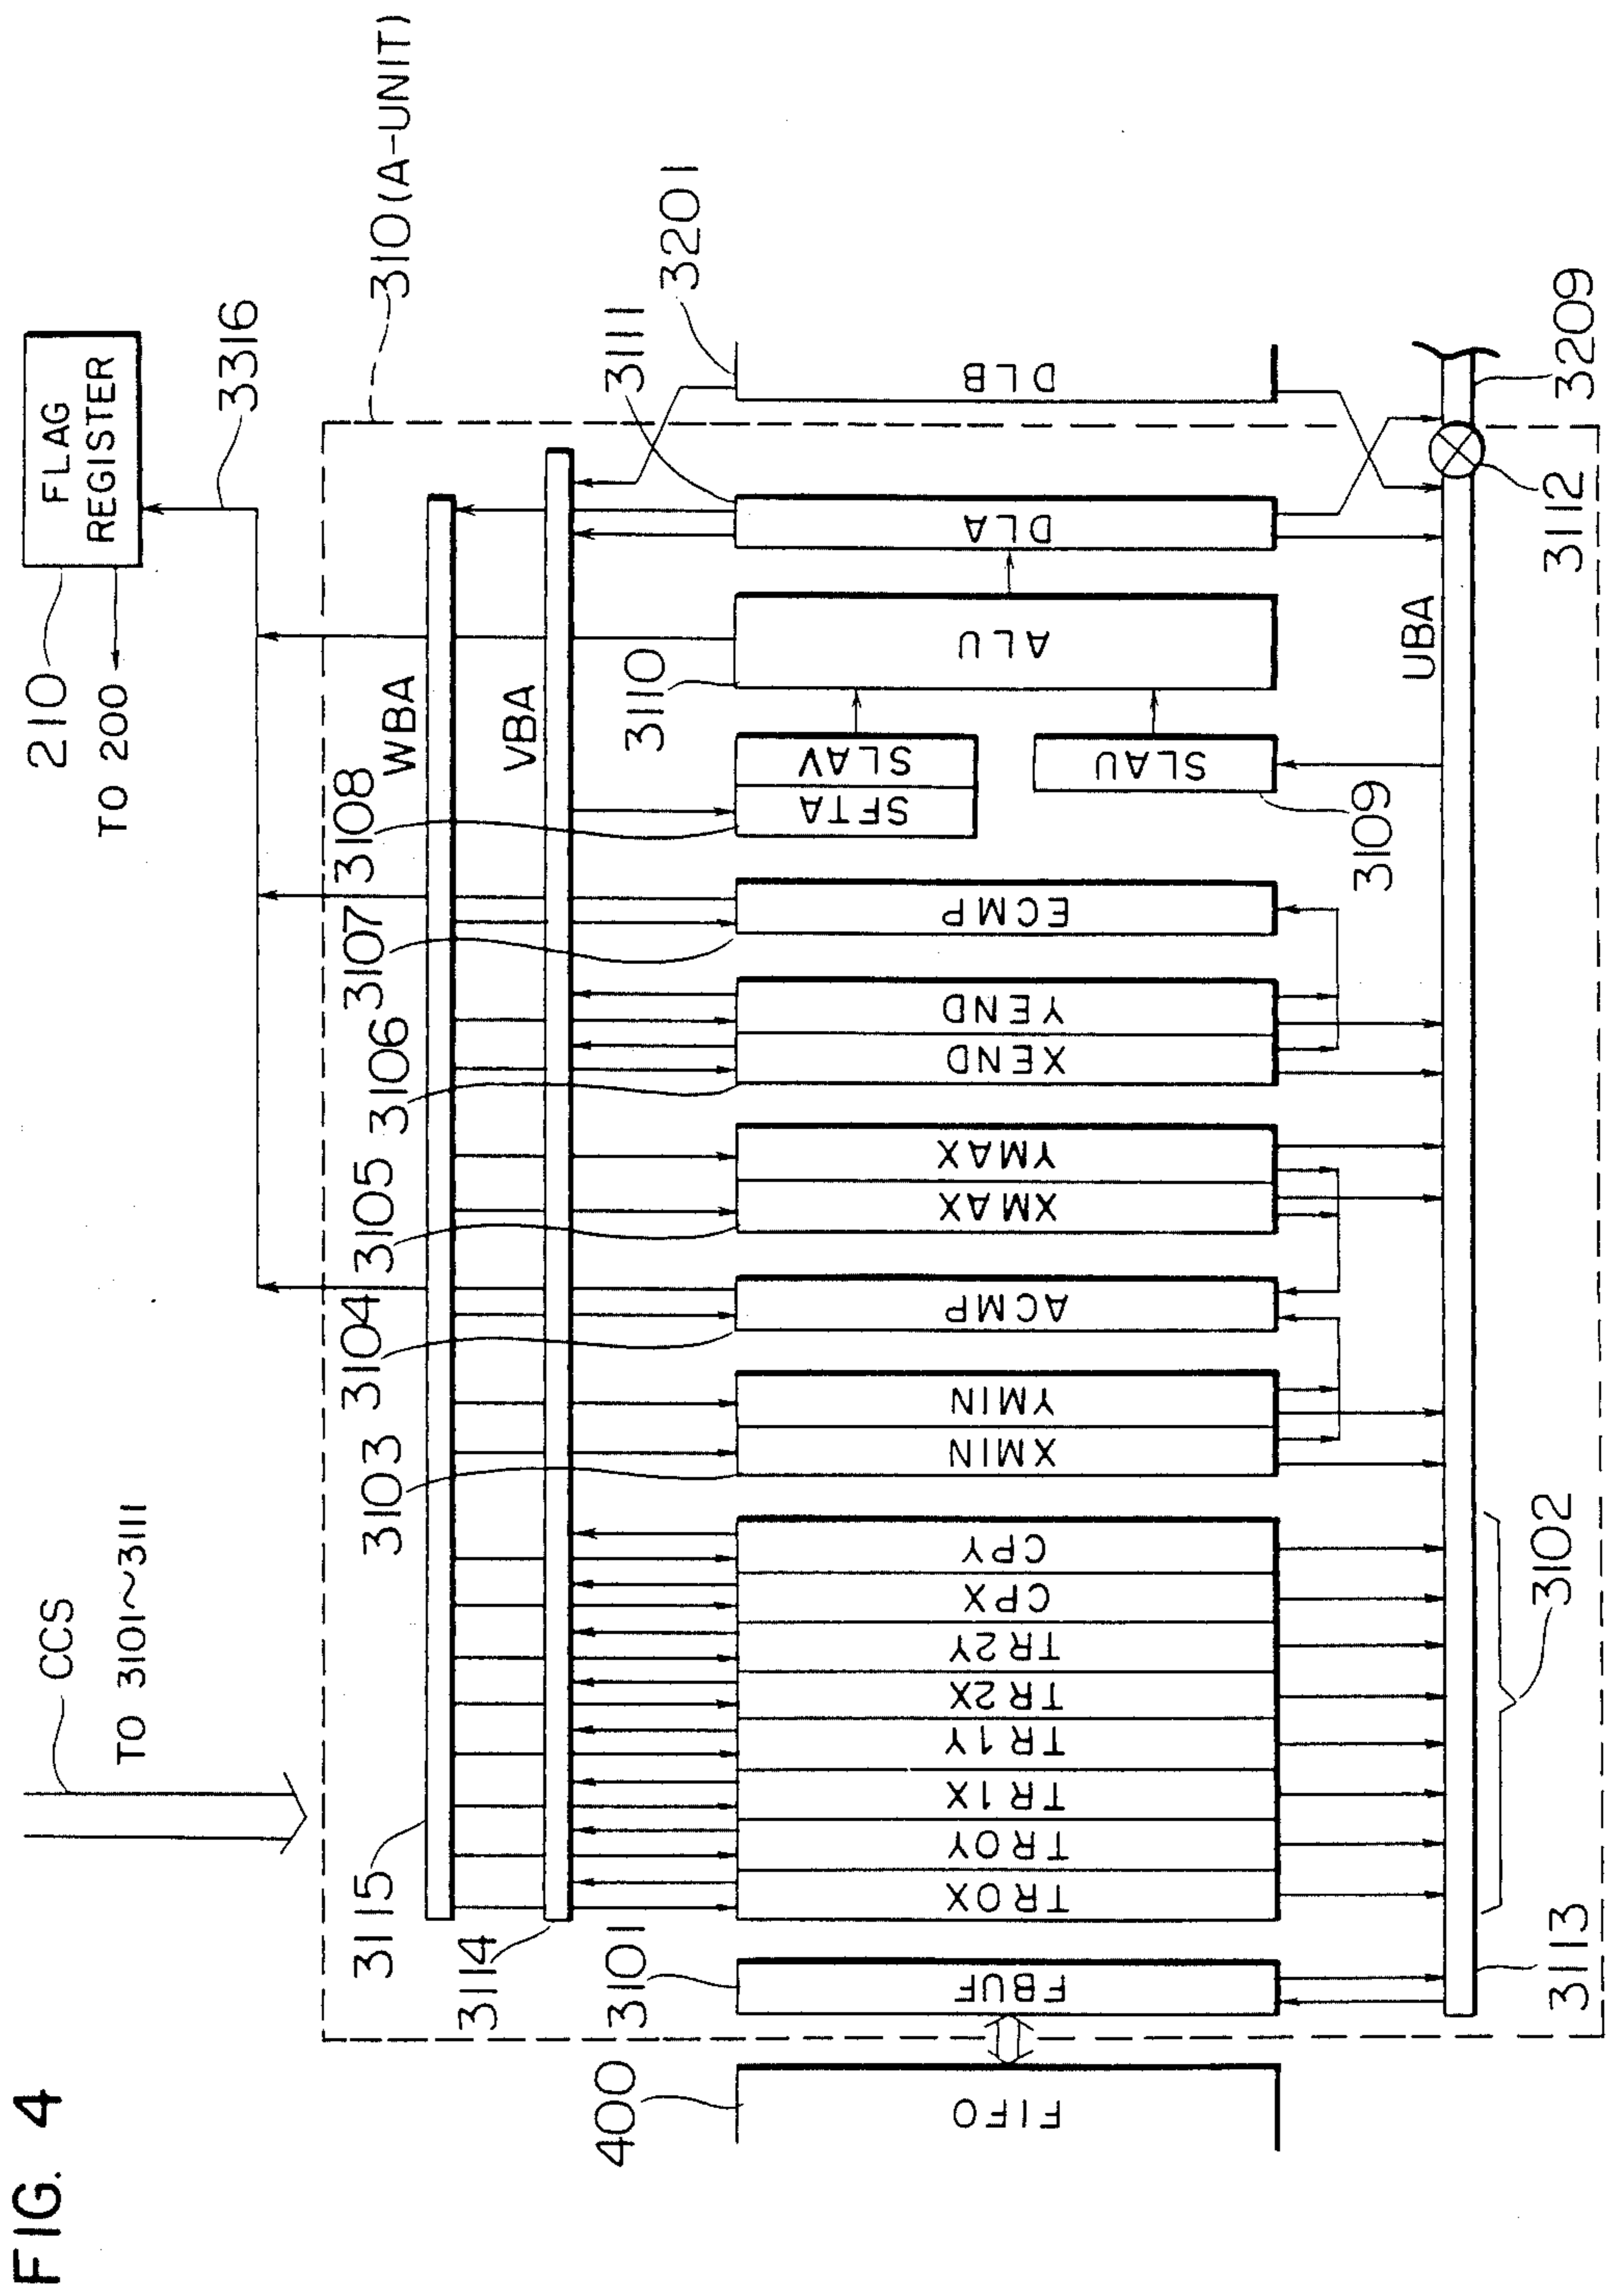 FIG. 4
CCS
TO 3101~3111
210
FLAG
REGISTER
TO 200
3316
310 (A-UNIT)
3115
WBA
3114
VBA
3101
3103
3104
3105
3106
3107
3108
3110
3111
3201
400
FIFO
FBUF
TR0X
TR0Y
TR1X
TR1Y
TR2X
TR2Y
CPX
CPY
XMIN
YMIN
ACMP
XMAX
YMAX
XEND
YEND
ECMP
SFTA
SLAV
SLAU
ALU
DLA
DLB
3109
UBA
3113
3102
3112
3209